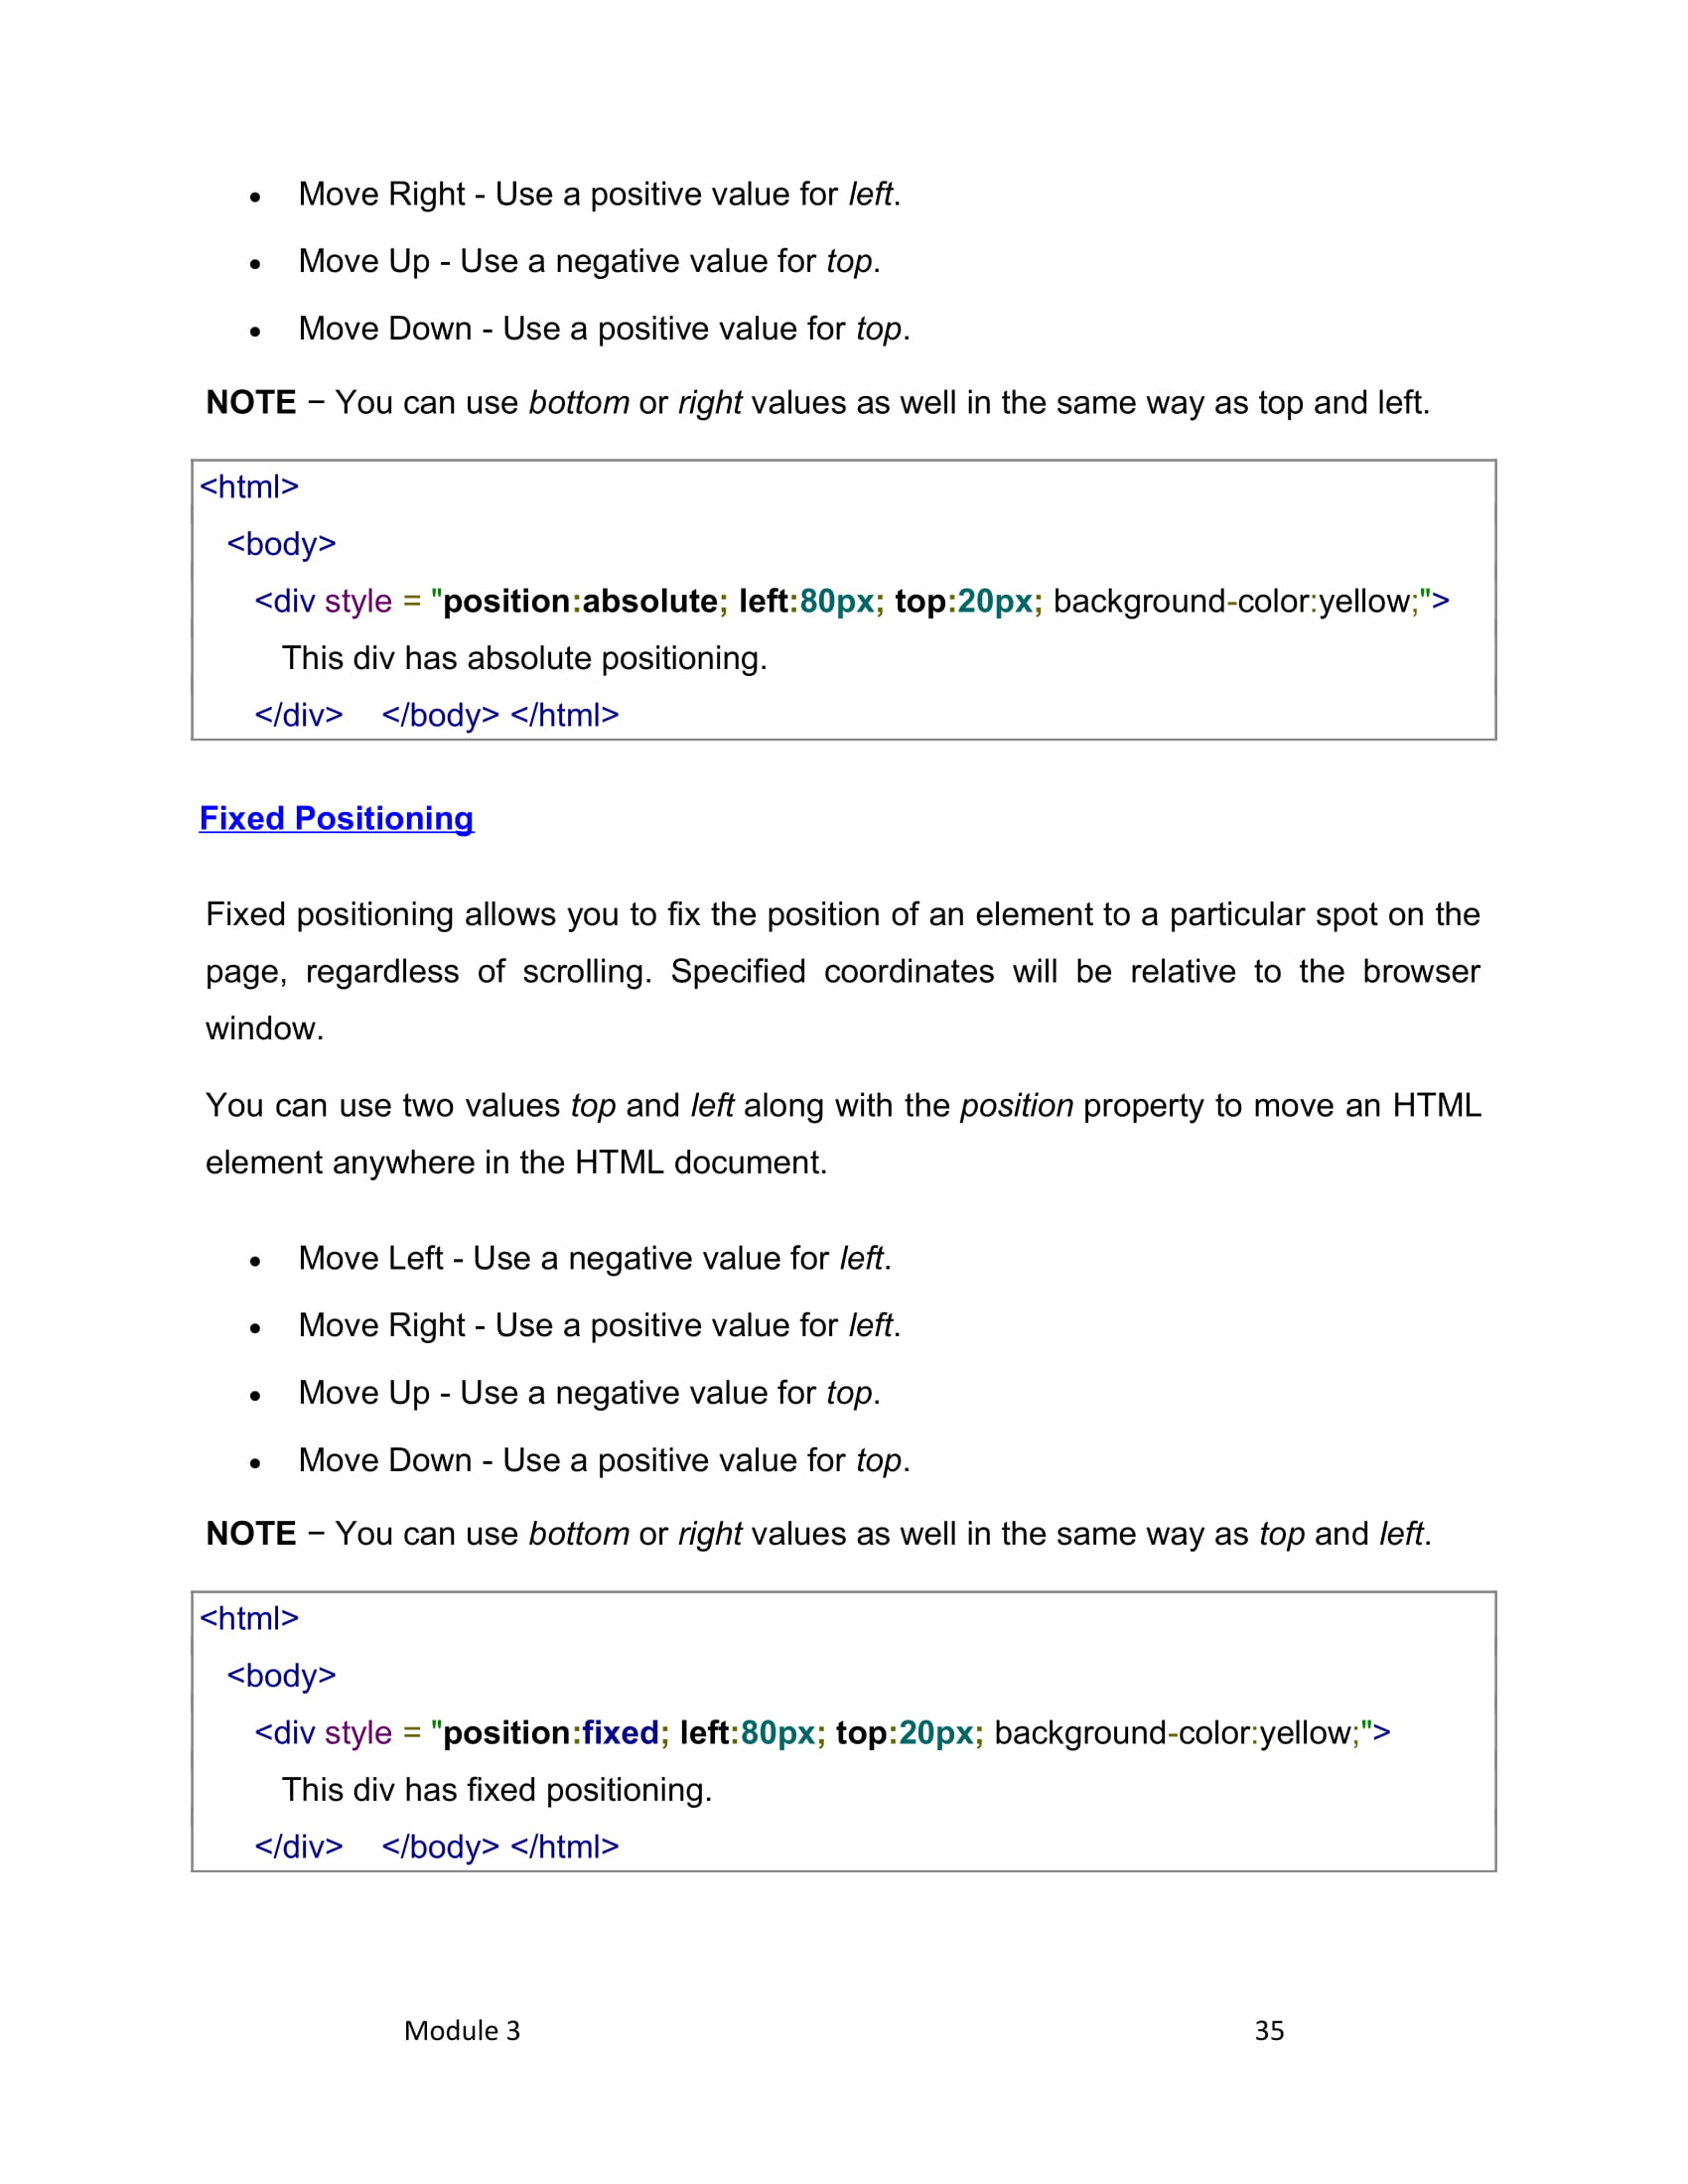 • Move Right - Use a positive value for left.
• Move Up - Use a negative value for top.
• Move Down - Use a positive value for top.
NOTE − You can use bottom or right values as well in the same way as top and left.
<html>
<body>
<div style = "position:absolute; left:80px; top:20px; background-color:yellow;">
This div has absolute positioning.
</div> </body> </html>
Fixed Positioning
Fixed positioning allows you to fix the position of an element to a particular spot on the
page, regardless of scrolling. Specified coordinates will be relative to the browser
window.
You can use two values top and left along with the position property to move an HTML
element anywhere in the HTML document.
• Move Left - Use a negative value for left.
• Move Right - Use a positive value for left.
• Move Up - Use a negative value for top.
• Move Down - Use a positive value for top.
NOTE − You can use bottom or right values as well in the same way as top and left.
<html>
<body>
<div style = "position:fixed; left:80px; top:20px; background-color:yellow;">
This div has fixed positioning.
</div> </body> </html>
Module 3 35